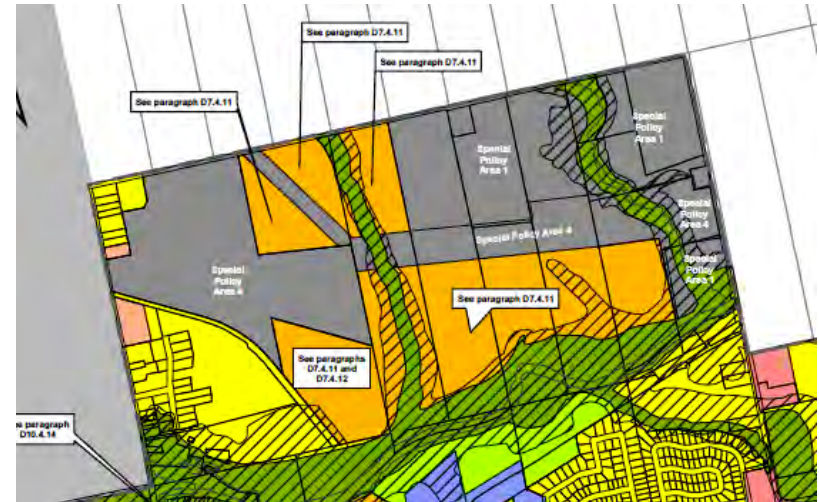 See paragraph D7.4.11
See paragraph D7.4.11
See paragraph D7.4.11
Special
Policy
Area 1
Special
Policy
Area 1
Special
Policy
Area 4
Special Policy Area 4
Special
Policy
Area 1
Special
Policy
Area 4
See paragraph D7.4.11
See paragraphs
D7.4.11 and
D7.4.12
paragraph
D10.4.14